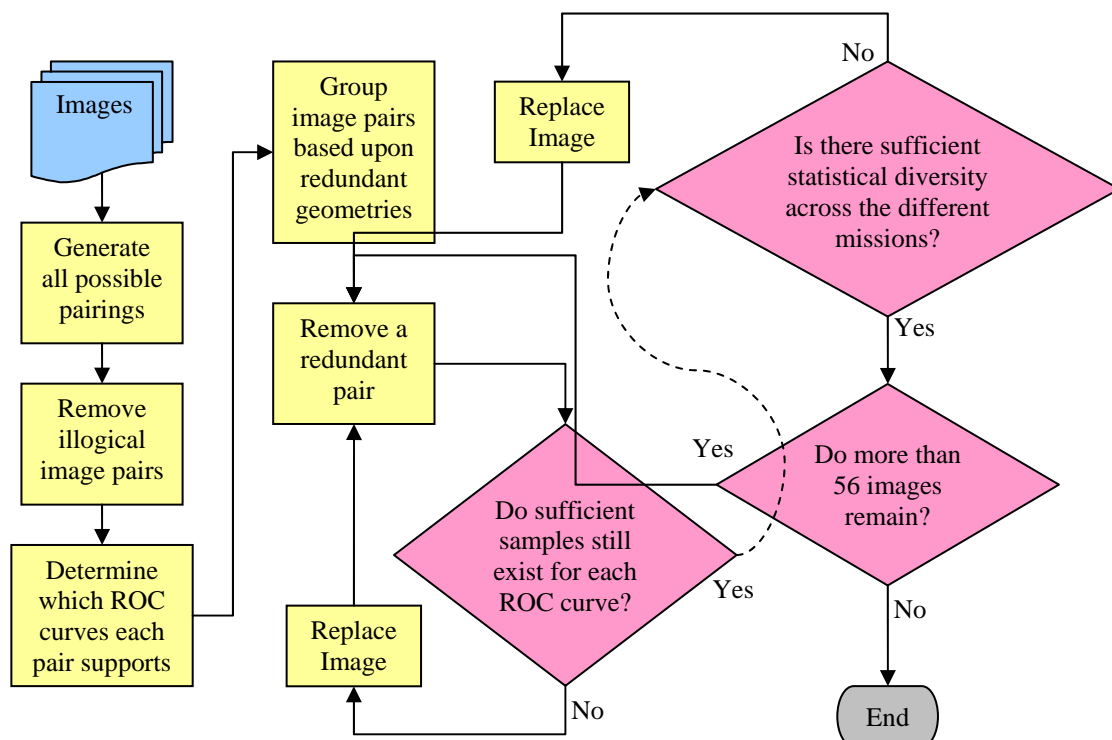 Images
Generate
all possible
pairings
Remove
illogical
image pairs
Determine
which ROC
curves each
pair supports
Group
image pairs
based upon
redundant
geometries
Remove a
redundant
pair
Replace
Image
Do sufficient
samples still
exist for each
ROC curve?
No
Yes
Replace
Image
No
Is there sufficient
statistical diversity
across the different
missions?
Yes
Yes
Do more than
56 images
remain?
No
End